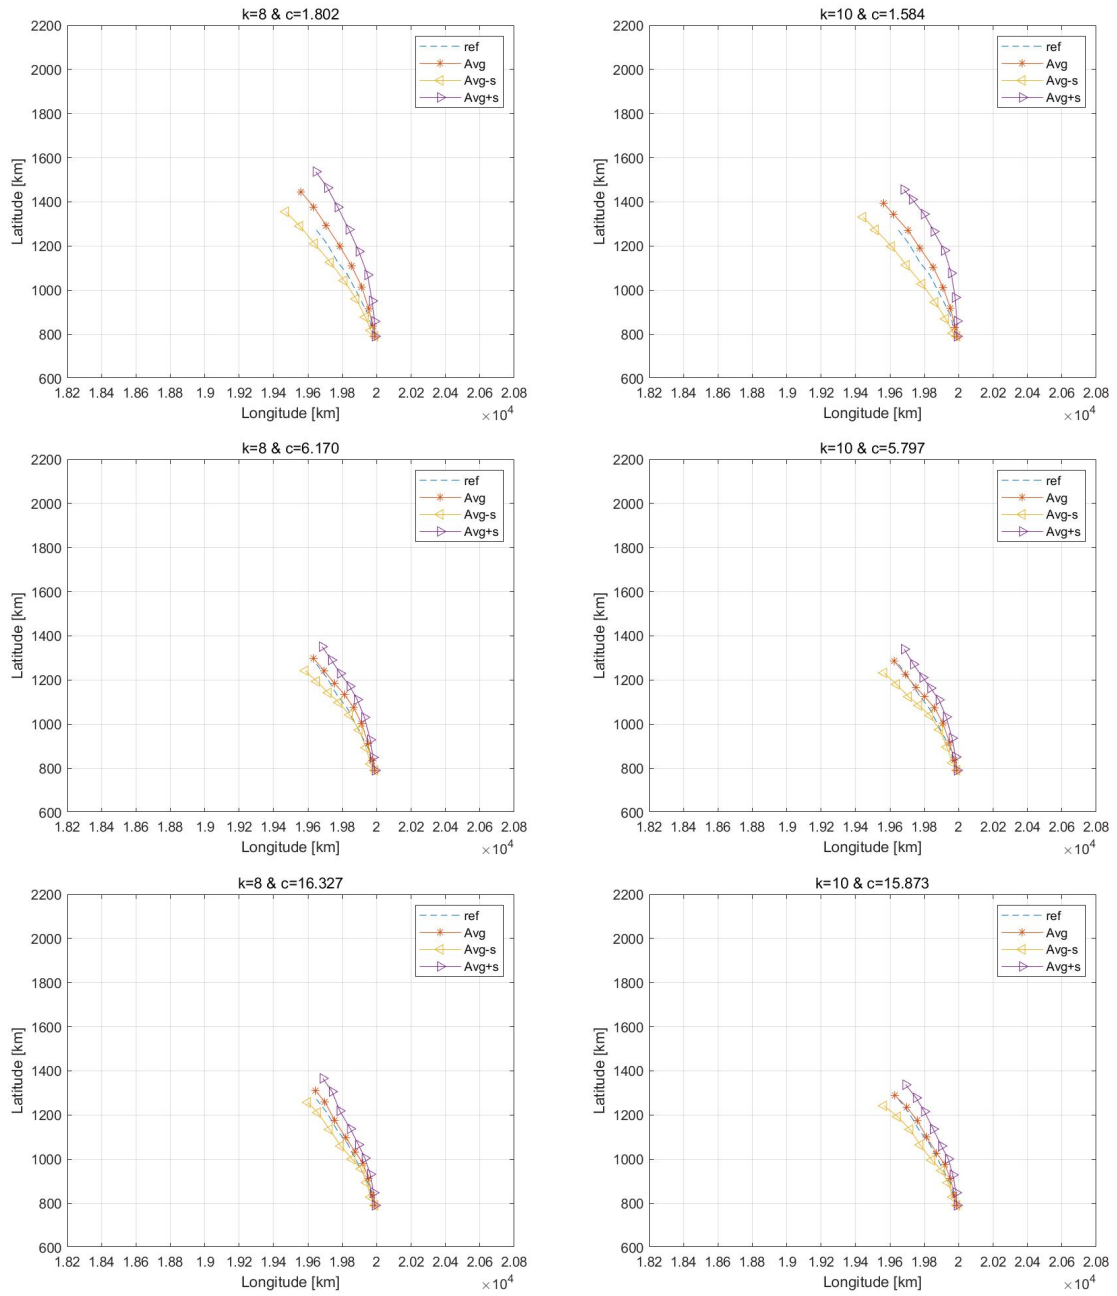 k=8 & c=1.802
2200
2000
1800
1600
1400
1200
1000
800
600
Latitude [km]
ref
Avg
Avg-s
Avg+s
1.82 1.84 1.86 1.88 1.9 1.92 1.94 1.96 1.98 2 2.02 2.04 2.06 2.08
Longitude [km]
×10⁴
k=10 & c=1.584
2200
2000
1800
1600
1400
1200
1000
800
600
Latitude [km]
ref
Avg
Avg-s
Avg+s
1.82 1.84 1.86 1.88 1.9 1.92 1.94 1.96 1.98 2 2.02 2.04 2.06 2.08
Longitude [km]
×10⁴
k=8 & c=6.170
2200
2000
1800
1600
1400
1200
1000
800
600
Latitude [km]
ref
Avg
Avg-s
Avg+s
1.82 1.84 1.86 1.88 1.9 1.92 1.94 1.96 1.98 2 2.02 2.04 2.06 2.08
Longitude [km]
×10⁴
k=10 & c=5.797
2200
2000
1800
1600
1400
1200
1000
800
600
Latitude [km]
ref
Avg
Avg-s
Avg+s
1.82 1.84 1.86 1.88 1.9 1.92 1.94 1.96 1.98 2 2.02 2.04 2.06 2.08
Longitude [km]
×10⁴
k=8 & c=16.327
2200
2000
1800
1600
1400
1200
1000
800
600
Latitude [km]
ref
Avg
Avg-s
Avg+s
1.82 1.84 1.86 1.88 1.9 1.92 1.94 1.96 1.98 2 2.02 2.04 2.06 2.08
Longitude [km]
×10⁴
k=10 & c=15.873
2200
2000
1800
1600
1400
1200
1000
800
600
Latitude [km]
ref
Avg
Avg-s
Avg+s
1.82 1.84 1.86 1.88 1.9 1.92 1.94 1.96 1.98 2 2.02 2.04 2.06 2.08
Longitude [km]
×10⁴